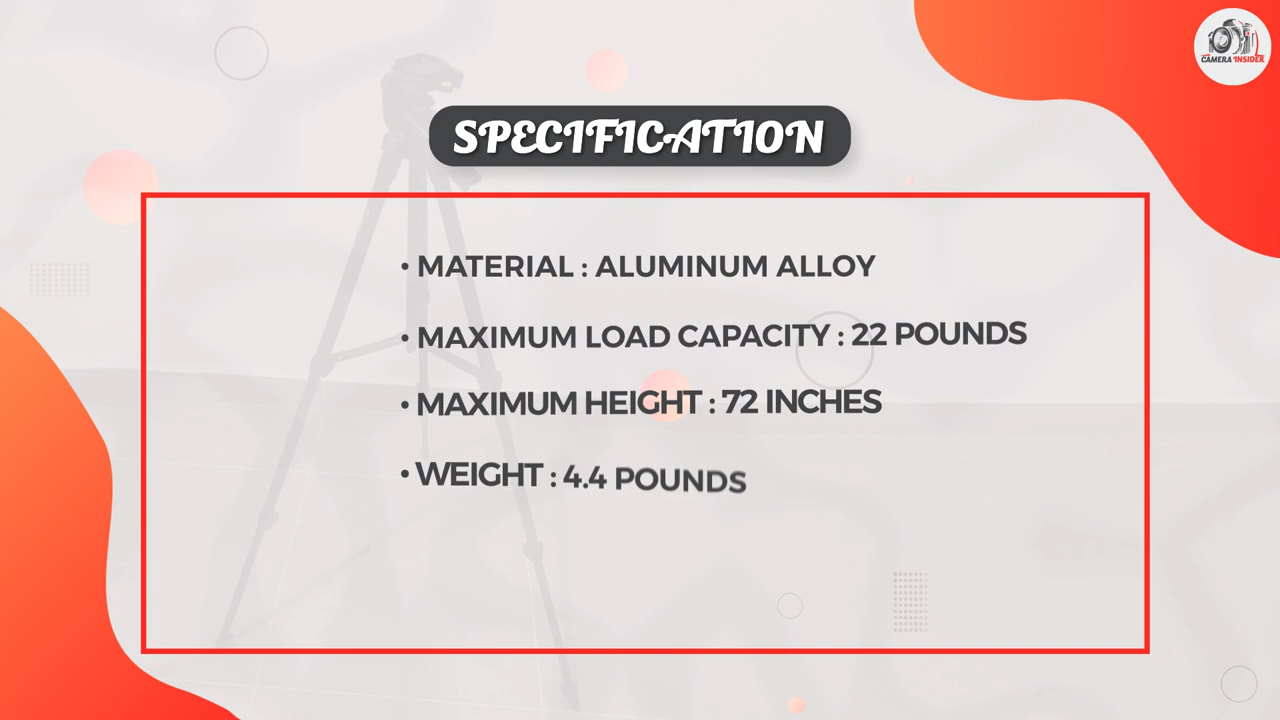 CAMERA INSIDER
SPECIFICATION
• MATERIAL : ALUMINUM ALLOY
• MAXIMUM LOAD CAPACITY : 22 POUNDS
• MAXIMUM HEIGHT : 72 INCHES
• WEIGHT : 4.4 POUNDS